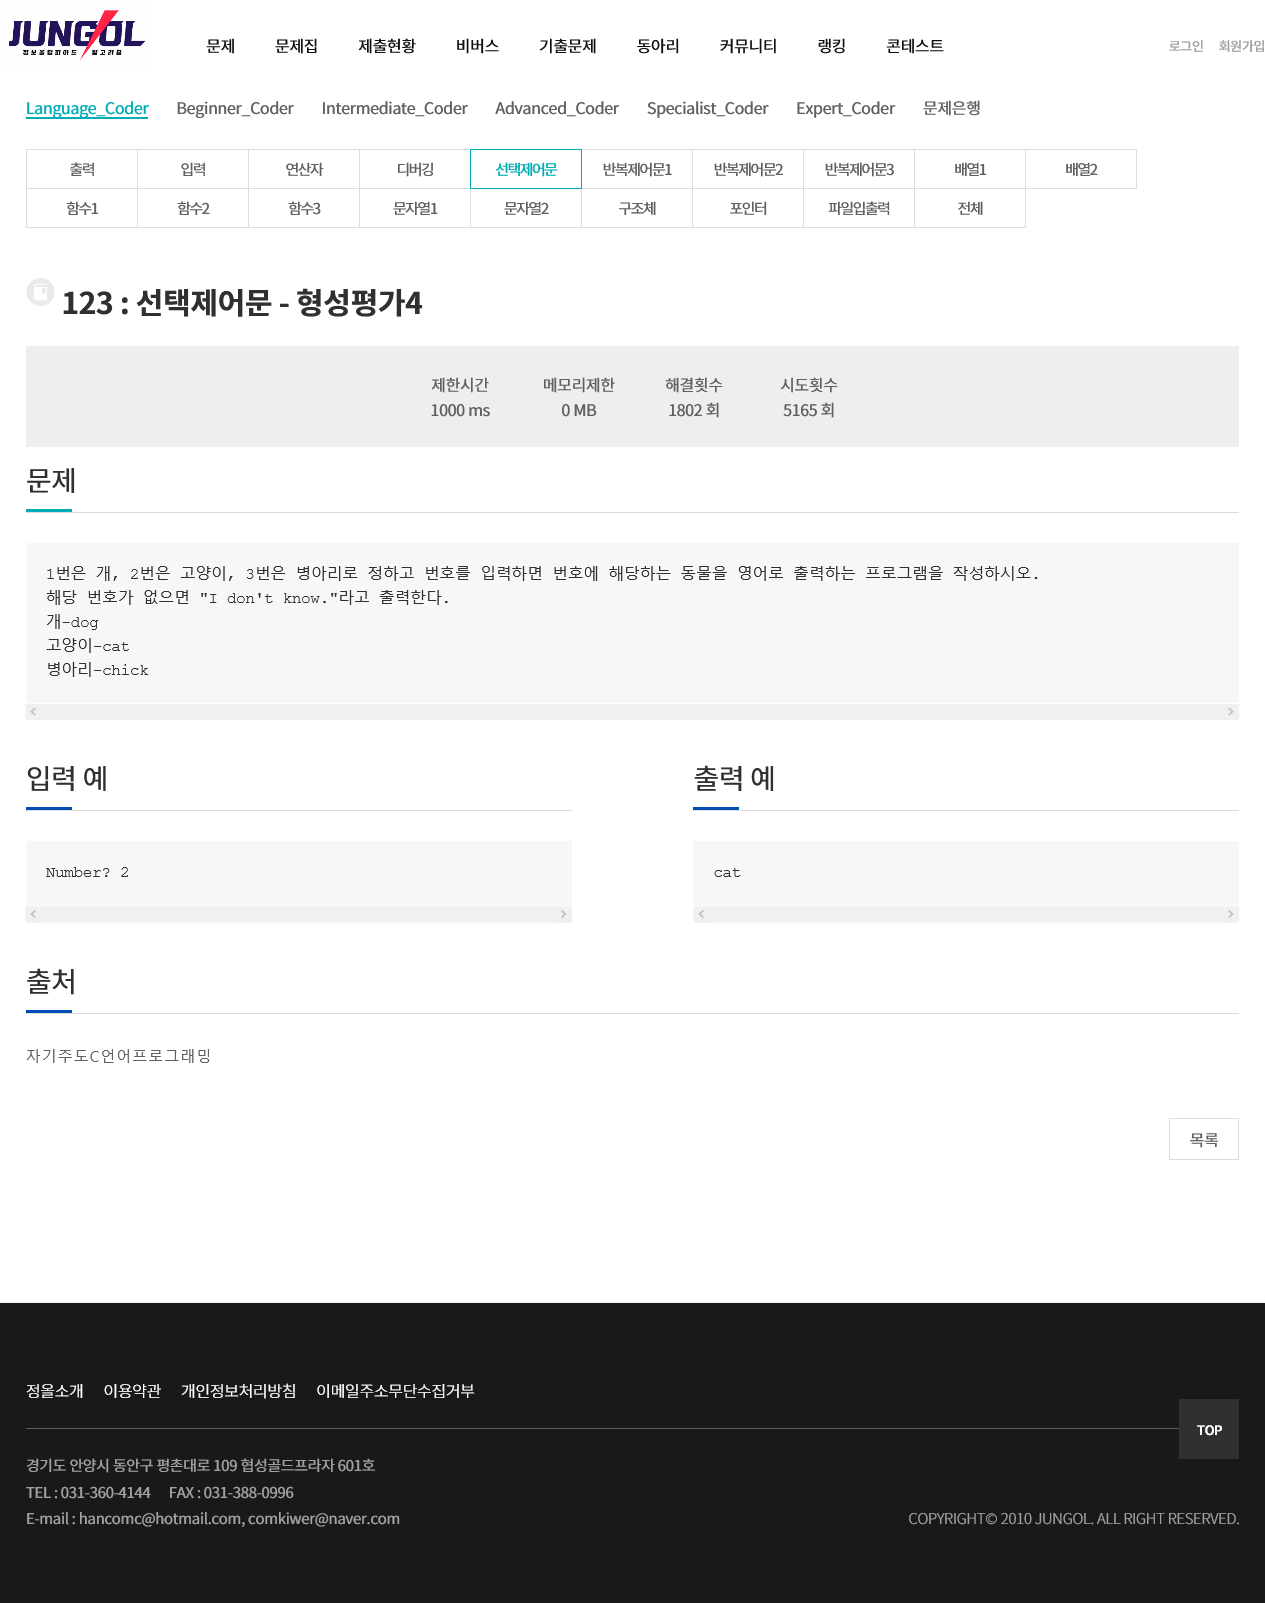 JUNGOL
정보올림피아드 알고리즘
문제 문제집 제출현황 비버스 기출문제 동아리 커뮤니티 랭킹 콘테스트 로그인 회원가입
Language_Coder Beginner_Coder Intermediate_Coder Advanced_Coder Specialist_Coder Expert_Coder 문제은행
출력 입력 연산자 디버깅 선택제어문 반복제어문1 반복제어문2 반복제어문3 배열1 배열2
함수1 함수2 함수3 문자열1 문자열2 구조체 포인터 파일입출력 전체
123 : 선택제어문 - 형성평가4
제한시간 메모리제한 해결횟수 시도횟수
1000 ms 0 MB 1802 회 5165 회
문제
1번은 개, 2번은 고양이, 3번은 병아리로 정하고 번호를 입력하면 번호에 해당하는 동물을 영어로 출력하는 프로그램을 작성하시오.
해당 번호가 없으면 "I don't know."라고 출력한다.
개-dog
고양이-cat
병아리-chick
입력 예 출력 예
Number? 2 cat
출처
자기주도C언어프로그래밍
목록
정올소개 이용약관 개인정보처리방침 이메일주소무단수집거부
TOP
경기도 안양시 동안구 평촌대로 109 협성골드프라자 601호
TEL : 031-360-4144 FAX : 031-388-0996
E-mail : hancomc@hotmail.com, comkiwer@naver.com COPYRIGHT© 2010 JUNGOL. ALL RIGHT RESERVED.